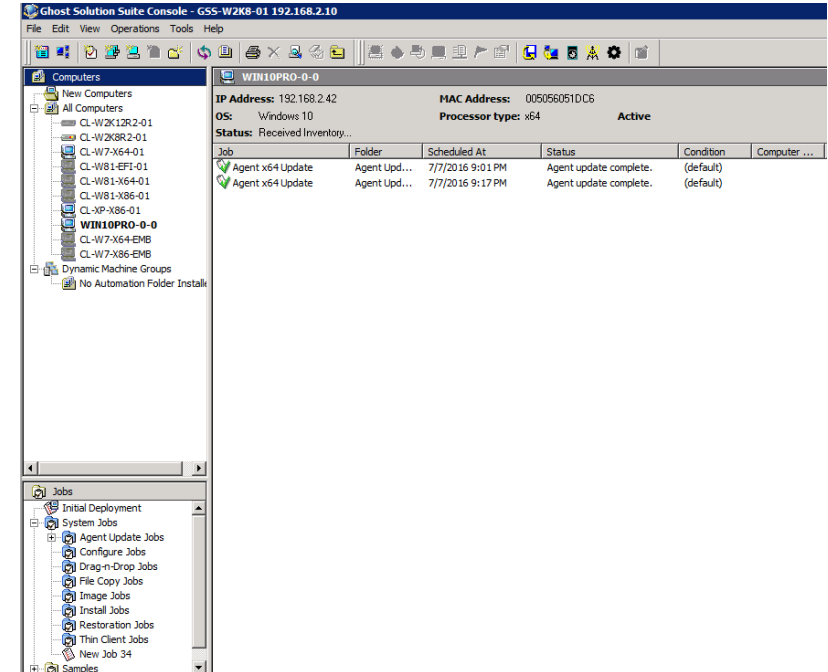 Ghost Solution Suite Console - GSS-W2K8-01 192.168.2.10
File Edit View Operations Tools Help
Computers
New Computers
All Computers
CL-W2K12R2-01
CL-W2K8R2-01
CL-W7-X64-01
CL-W81-EFI-01
CL-W81-X64-01
CL-W81-X86-01
CL-XP-X86-01
WIN10PRO-0-0
CL-W7-X64-EMB
CL-W7-X86-EMB
Dynamic Machine Groups
No Automation Folder Installe
WIN10PRO-0-0
IP Address: 192.168.2.42 MAC Address: 005056051DC6
OS: Windows 10 Processor type: x64 Active
Status: Received Inventory...
Job Folder Scheduled At Status Condition Computer ...
Agent x64 Update Agent Upd... 7/7/2016 9:01 PM Agent update complete. (default)
Agent x64 Update Agent Upd... 7/7/2016 9:17 PM Agent update complete. (default)
Jobs
Initial Deployment
System Jobs
Agent Update Jobs
Configure Jobs
Drag-n-Drop Jobs
File Copy Jobs
Image Jobs
Install Jobs
Restoration Jobs
Thin Client Jobs
New Job 34
Samples